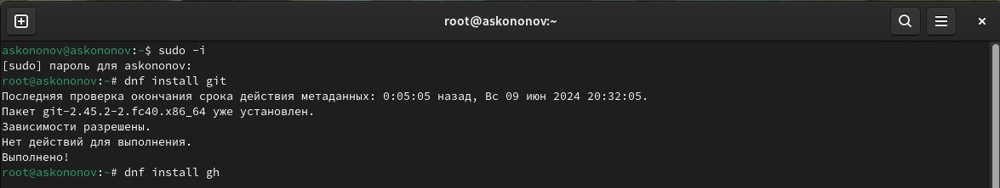 root@askononov:~
askononov@askononov:~$ sudo -i
[sudo] пароль для askononov:
root@askononov:~# dnf install git
Последняя проверка окончания срока действия метаданных: 0:05:05 назад, Вс 09 июн 2024 20:32:05.
Пакет git-2.45.2-2.fc40.x86_64 уже установлен.
Зависимости разрешены.
Нет действий для выполнения.
Выполнено!
root@askononov:~# dnf install gh